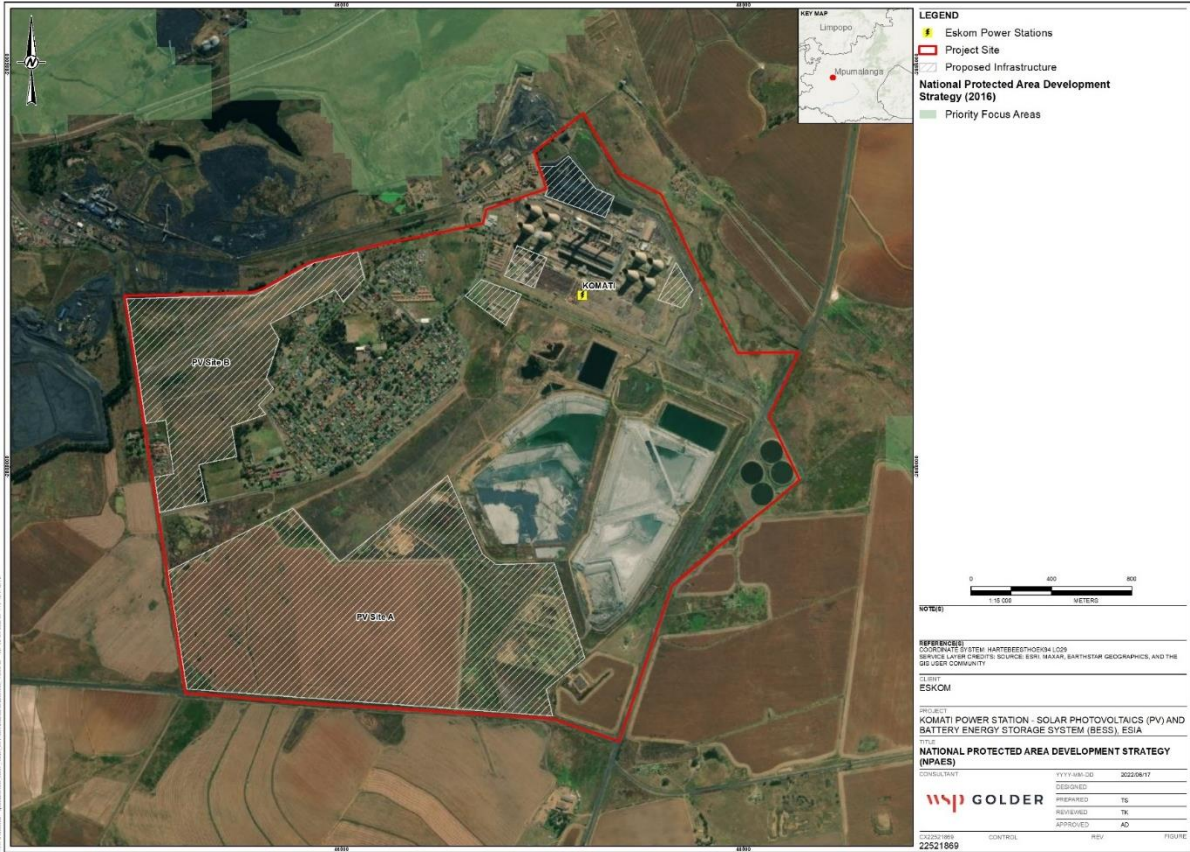 KEY MAP
Limpopo
Mpumalanga
KOMATI
PV Site B
PV Site A
LEGEND
Eskom Power Stations
Project Site
Proposed Infrastructure
National Protected Area Development
Strategy (2016)
Priority Focus Areas
0 400 800
1:15 000 METERS
NOTE(S)
REFERENCE(S)
COORDINATE SYSTEM: HARTEBEESTHOEK94 LO29
SERVICE LAYER CREDITS: SOURCE: ESRI, MAXAR, EARTHSTAR GEOGRAPHICS, AND THE
GIS USER COMMUNITY
CLIENT
ESKOM
PROJECT
KOMATI POWER STATION - SOLAR PHOTOVOLTAICS (PV) AND
BATTERY ENERGY STORAGE SYSTEM (BESS), ESIA
TITLE
NATIONAL PROTECTED AREA DEVELOPMENT STRATEGY
(NPAES)
CONSULTANT
wsp GOLDER
YYYY-MM-DD 2022/06/17
DESIGNED
PREPARED TS
REVIEWED TK
APPROVED AD
CONTROL REV FIGURE
22521869